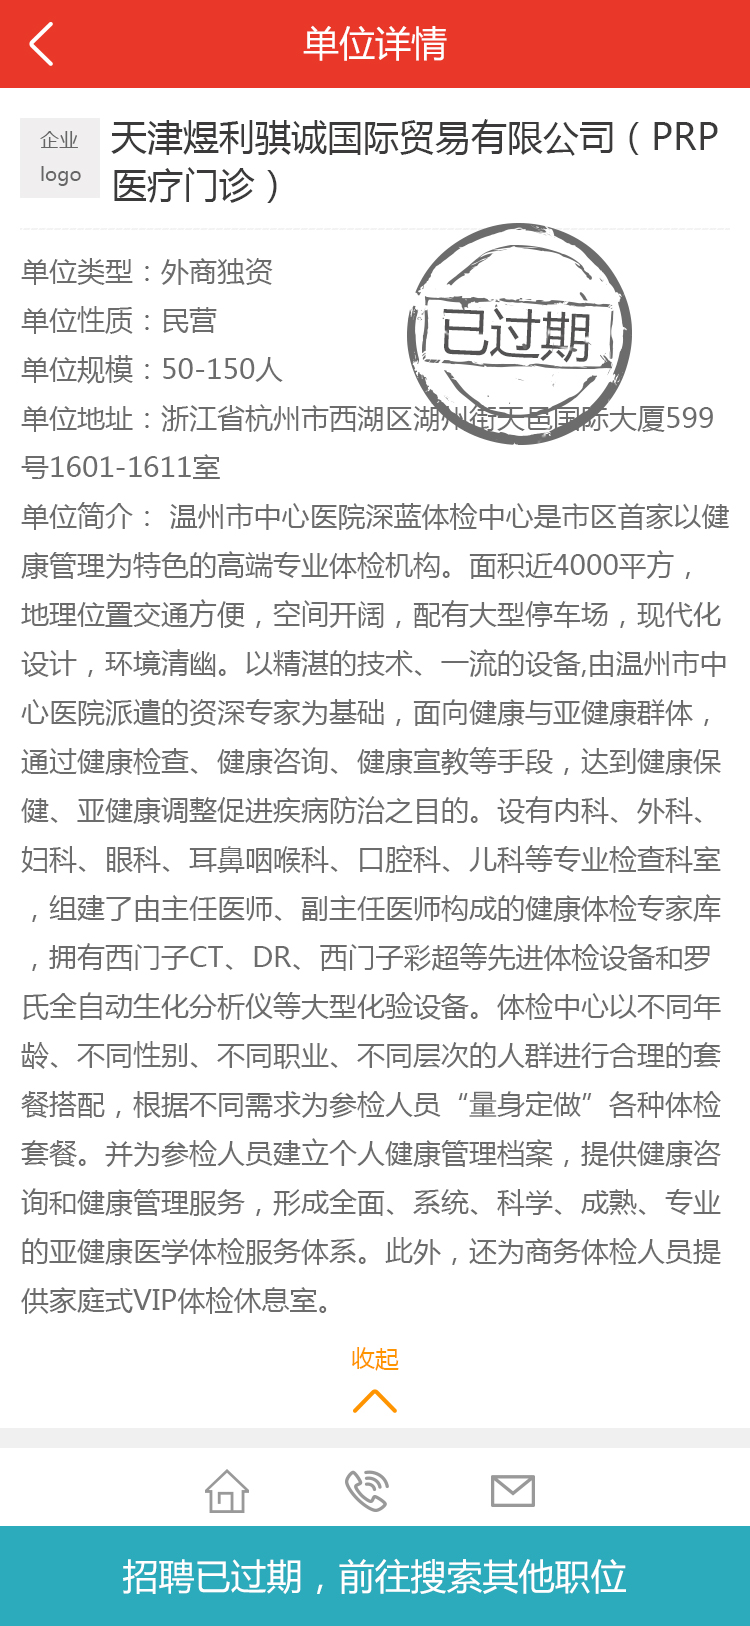 单位详情
企业
logo
天津煜利骐诚国际贸易有限公司（PRP
医疗门诊）
单位类型：外商独资
单位性质：民营
单位规模：50-150人
已过期
单位地址：浙江省杭州市西湖区湖州街天邑国际大厦599
号1601-1611室
单位简介： 温州市中心医院深蓝体检中心是市区首家以健
康管理为特色的高端专业体检机构。面积近4000平方，
地理位置交通方便，空间开阔，配有大型停车场，现代化
设计，环境清幽。以精湛的技术、一流的设备,由温州市中
心医院派遣的资深专家为基础，面向健康与亚健康群体，
通过健康检查、健康咨询、健康宣教等手段，达到健康保
健、亚健康调整促进疾病防治之目的。设有内科、外科、
妇科、眼科、耳鼻咽喉科、口腔科、儿科等专业检查科室
，组建了由主任医师、副主任医师构成的健康体检专家库
，拥有西门子CT、DR、西门子彩超等先进体检设备和罗
氏全自动生化分析仪等大型化验设备。体检中心以不同年
龄、不同性别、不同职业、不同层次的人群进行合理的套
餐搭配，根据不同需求为参检人员“量身定做”各种体检
套餐。并为参检人员建立个人健康管理档案，提供健康咨
询和健康管理服务，形成全面、系统、科学、成熟、专业
的亚健康医学体检服务体系。此外，还为商务体检人员提
供家庭式VIP体检休息室。
收起
招聘已过期，前往搜索其他职位